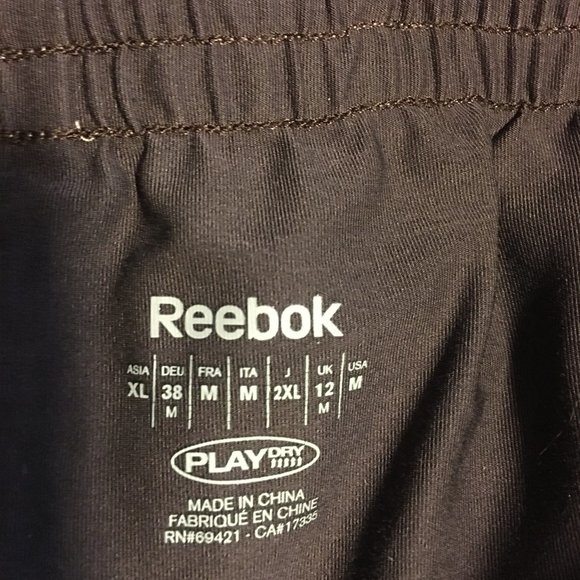 Reebok
ASIA DEU FRA ITA J UK USA
XL 38 M M 2XL 12 M
M M
PLAYDRY
MADE IN CHINA
FABRIQUÉ EN CHINE
RN#69421 - CA#17335